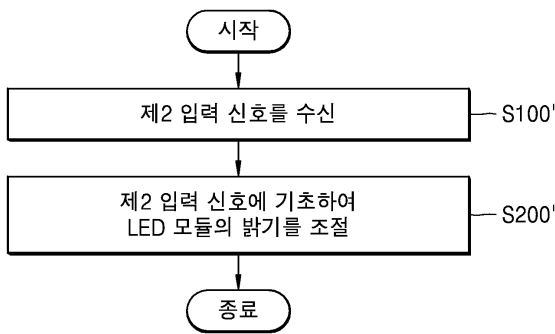 시작
제2 입력 신호를 수신
S100'
제2 입력 신호에 기초하여
LED 모듈의 밝기를 조절
S200'
종료